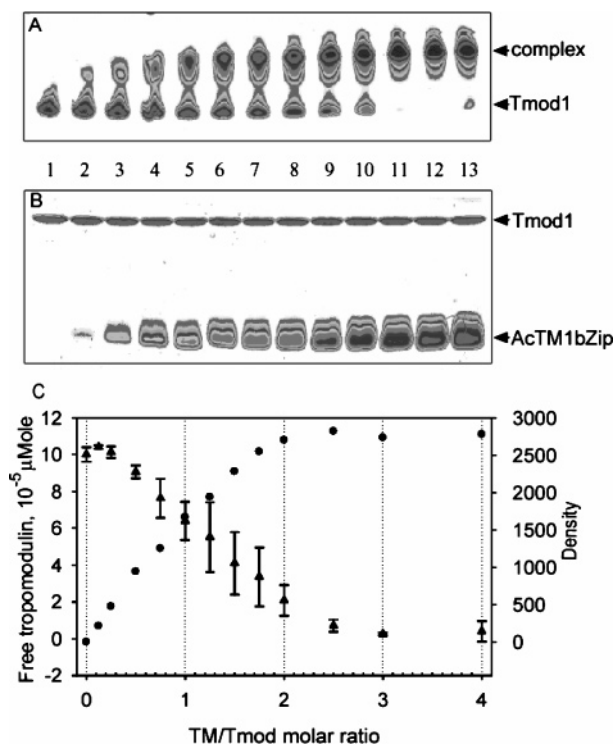 A
complex
Tmod1
1 2 3 4 5 6 7 8 9 10 11 12 13
B
Tmod1
AcTM1bZip
C
12
10
8
6
4
2
0
-2
Free tropomodulin, 10⁻⁵ µMole
3000
2500
2000
1500
1000
500
0
Density
0 1 2 3 4
TM/Tmod molar ratio